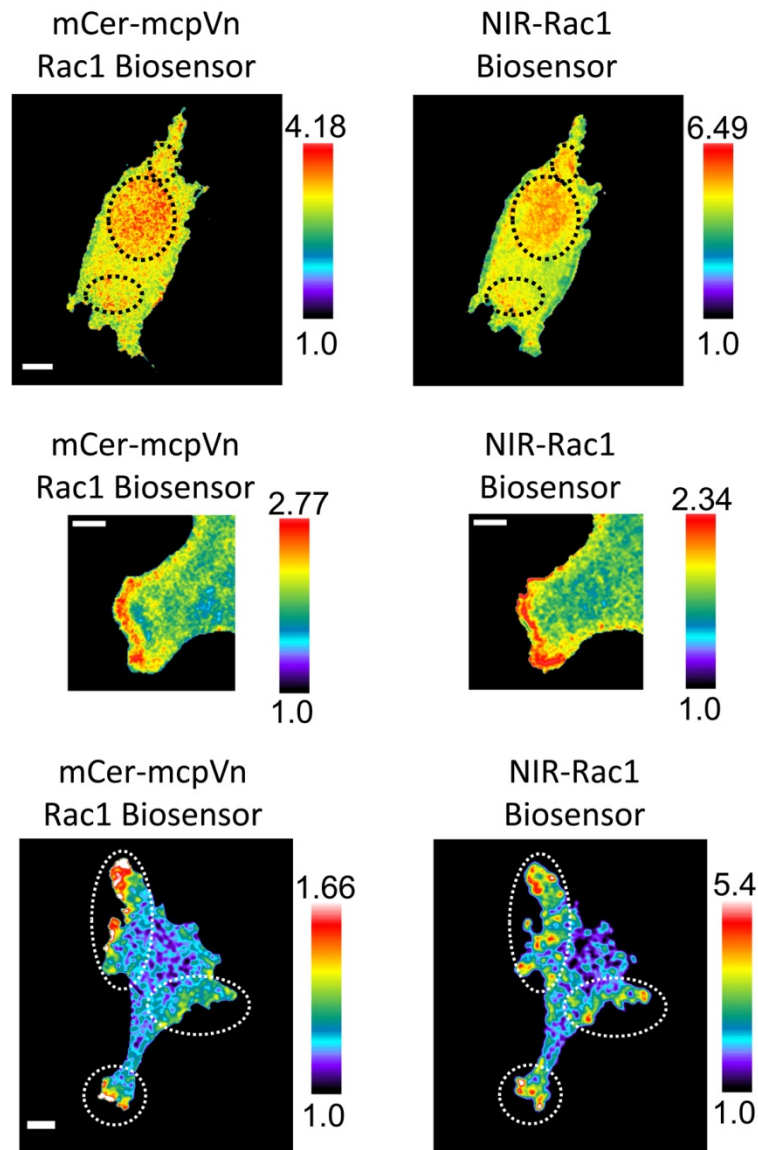 mCer-mcpVn
Rac1 Biosensor
NIR-Rac1
Biosensor
4.18
1.0
6.49
1.0
mCer-mcpVn
Rac1 Biosensor
NIR-Rac1
Biosensor
2.77
1.0
2.34
1.0
mCer-mcpVn
Rac1 Biosensor
NIR-Rac1
Biosensor
1.66
1.0
5.4
1.0